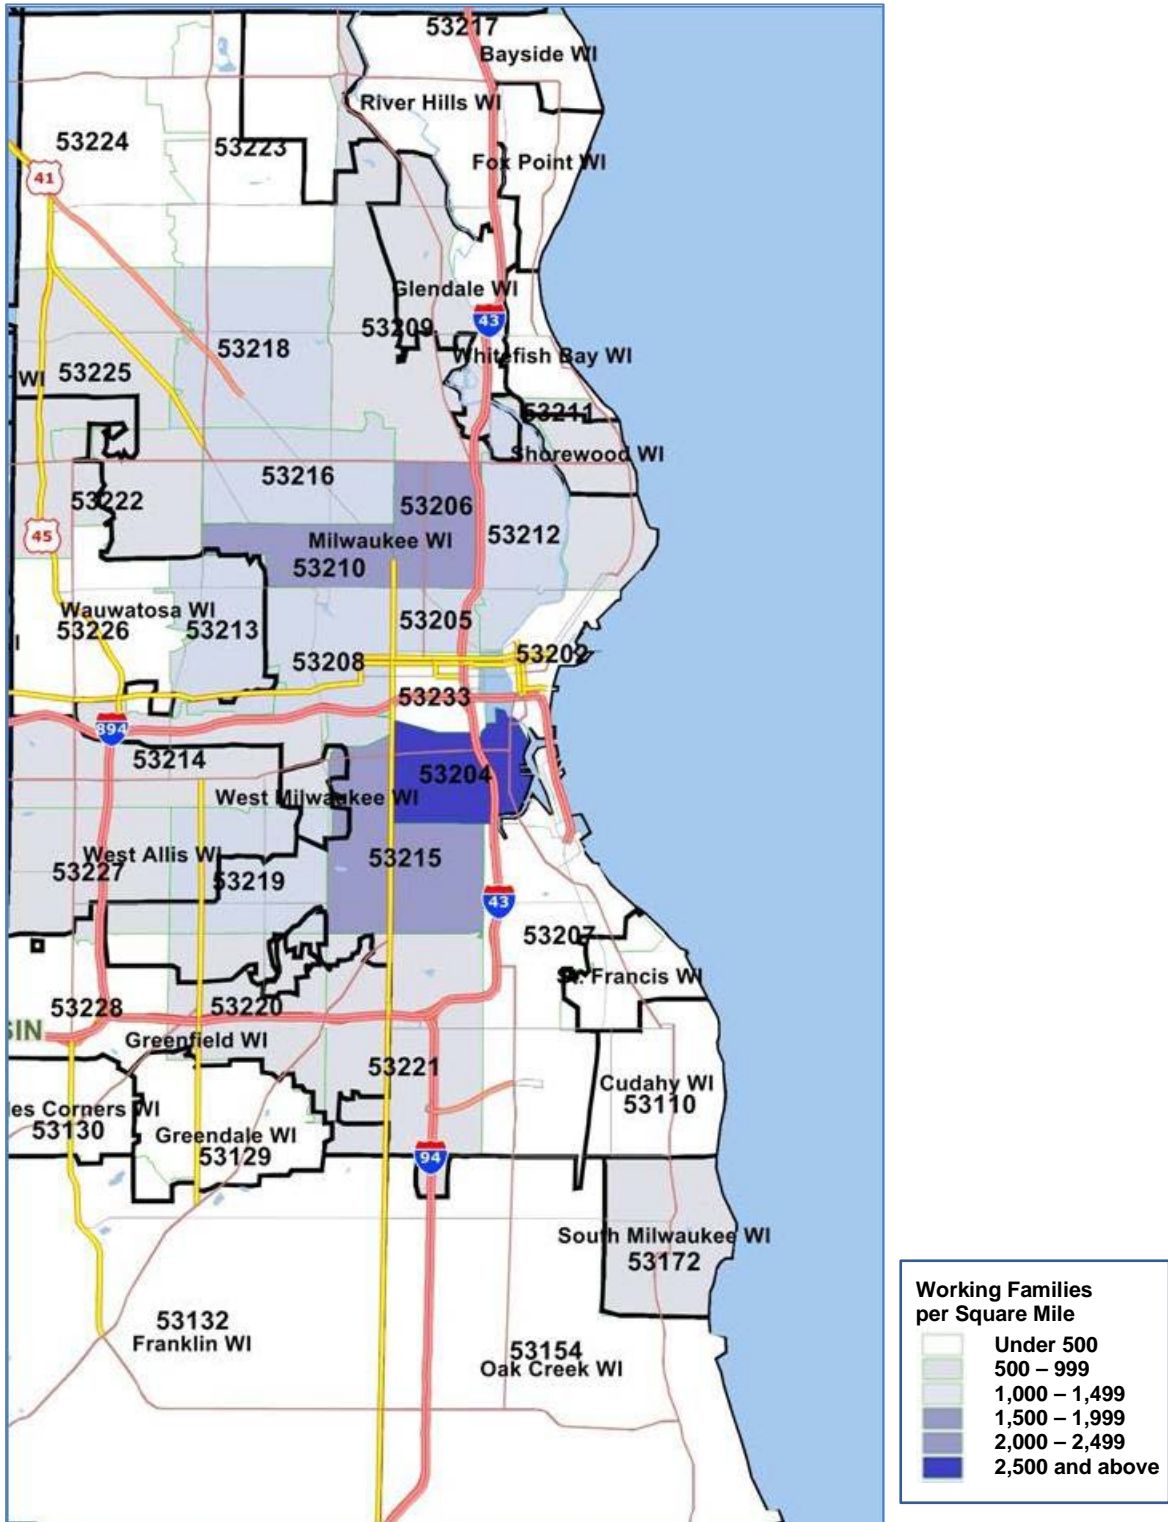 53217
Bayside WI
River Hills WI
53224
53223
Fox Point WI
41
Glendale WI
43
53209
53218
Whitefish Bay WI
WI
53225
53211
Shorewood WI
53216
53222
53206
53212
45
Milwaukee WI
53210
Wauwatosa WI
53226
53213
53205
53208
53202
53233
894
53214
53204
West Milwaukee WI
West Allis WI
53215
53227
53219
43
53207
St. Francis WI
53228
53220
SIN
Greenfield WI
53221
Cudahy WI
53110
les Corners WI
53130
Greendale WI
53129
94
South Milwaukee WI
53172
53132
Franklin WI
53154
Oak Creek WI
Working Families
per Square Mile
Under 500
500 – 999
1,000 – 1,499
1,500 – 1,999
2,000 – 2,499
2,500 and above